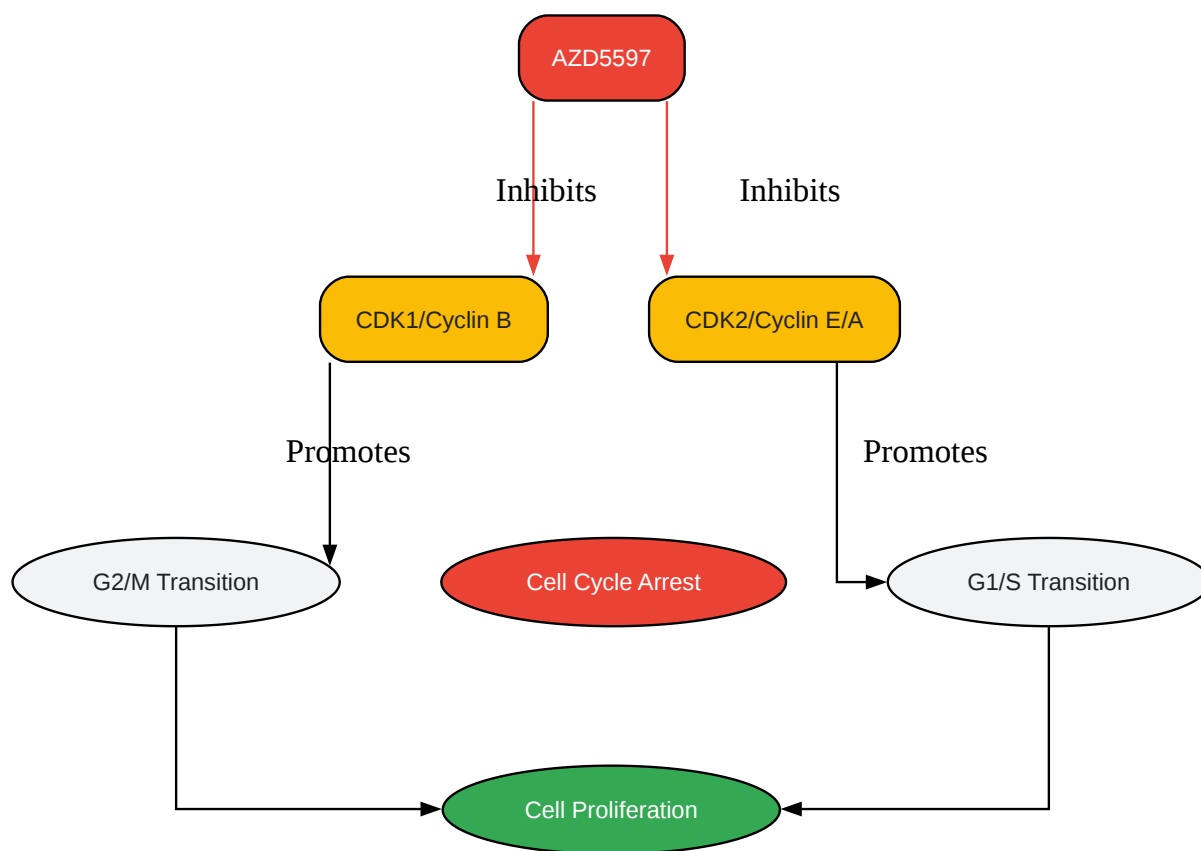 AZD5597
Inhibits
Inhibits
CDK1/Cyclin B
CDK2/Cyclin E/A
Promotes
Promotes
G2/M Transition
Cell Cycle Arrest
G1/S Transition
Cell Proliferation